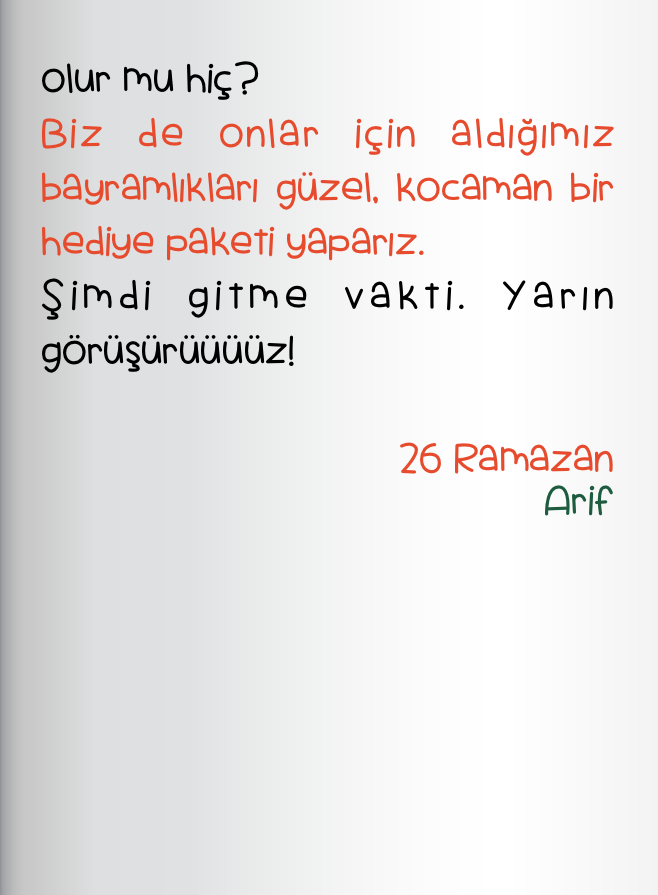 olur mu hiç?
Biz de onlar için aldığımız
bayramlıkları güzel, kocaman bir
hediye paketi yaparız.
Şimdi gitme vakti. Yarın
görüşürüüüüz!
26 Ramazan
Arif